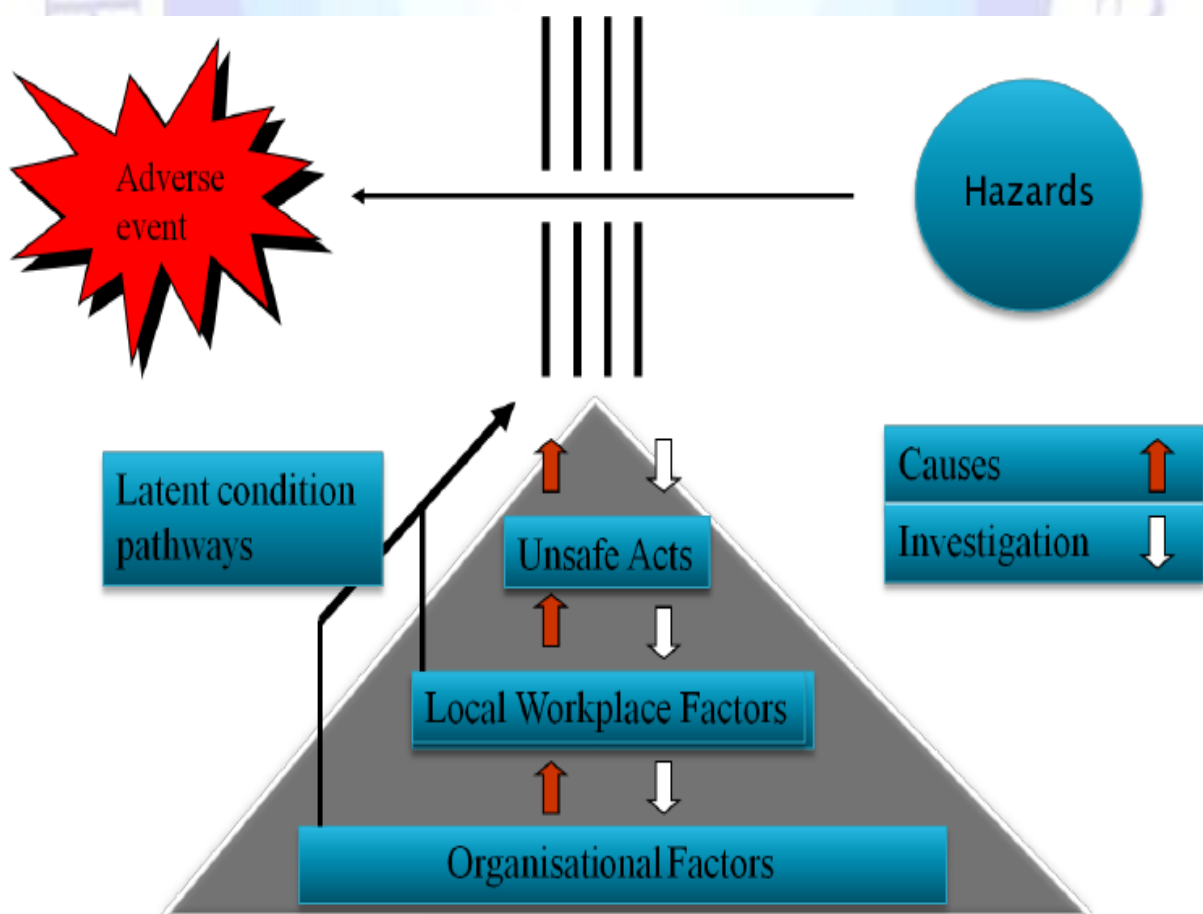 Adverse
event
Hazards
Latent condition
pathways
Causes
Investigation
Unsafe Acts
Local Workplace Factors
Organisational Factors